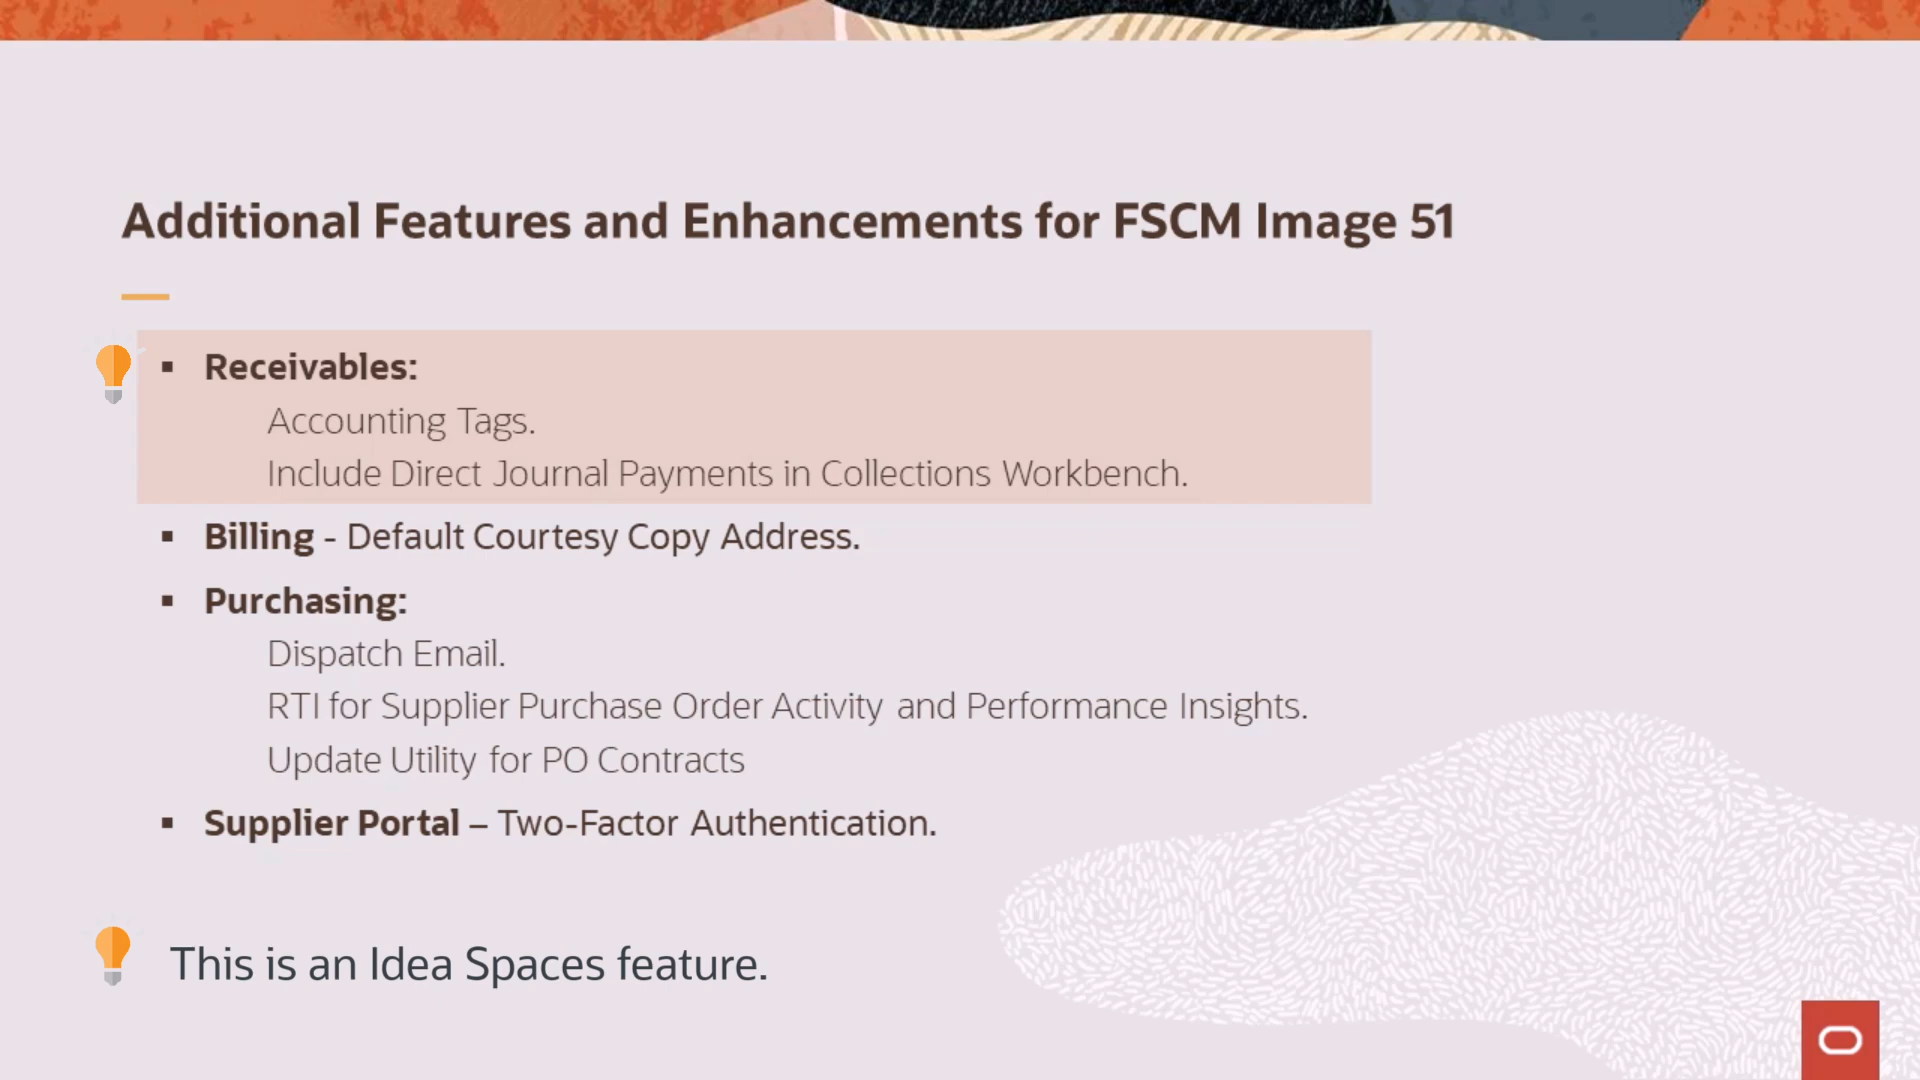 Additional Features and Enhancements for FSCM Image 51
▪ Receivables:
Accounting Tags.
Include Direct Journal Payments in Collections Workbench.
▪ Billing - Default Courtesy Copy Address.
▪ Purchasing:
Dispatch Email.
RTI for Supplier Purchase Order Activity and Performance Insights.
Update Utility for PO Contracts
▪ Supplier Portal – Two-Factor Authentication.
This is an Idea Spaces feature.